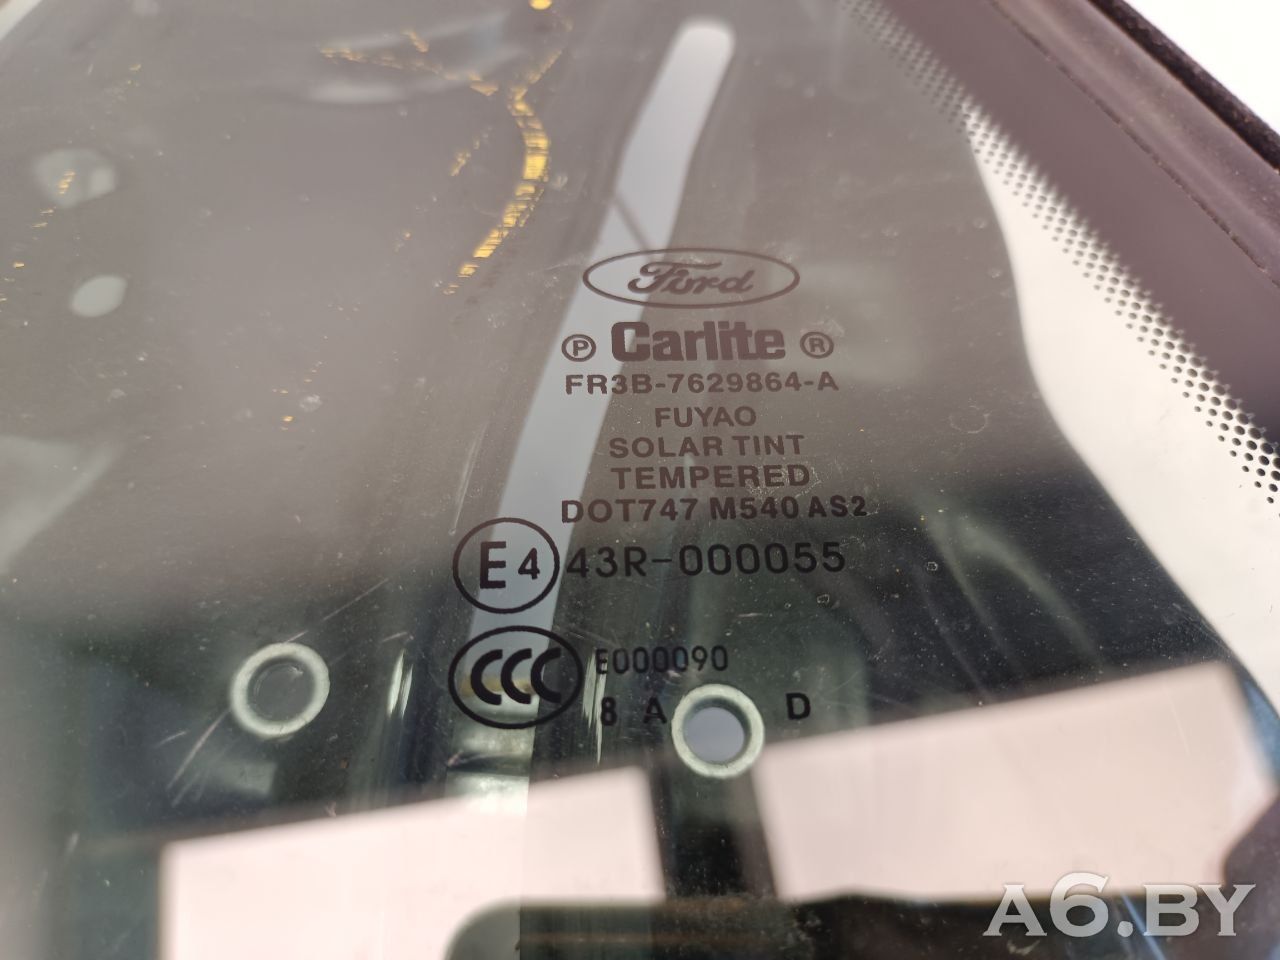 Ford
P Carlite R
FR3B-7629864-A
FUYAO
SOLAR TINT
TEMPERED
DOT747 M540 AS2
E4 43R-000055
CCC E000090
8 A D
A6.BY